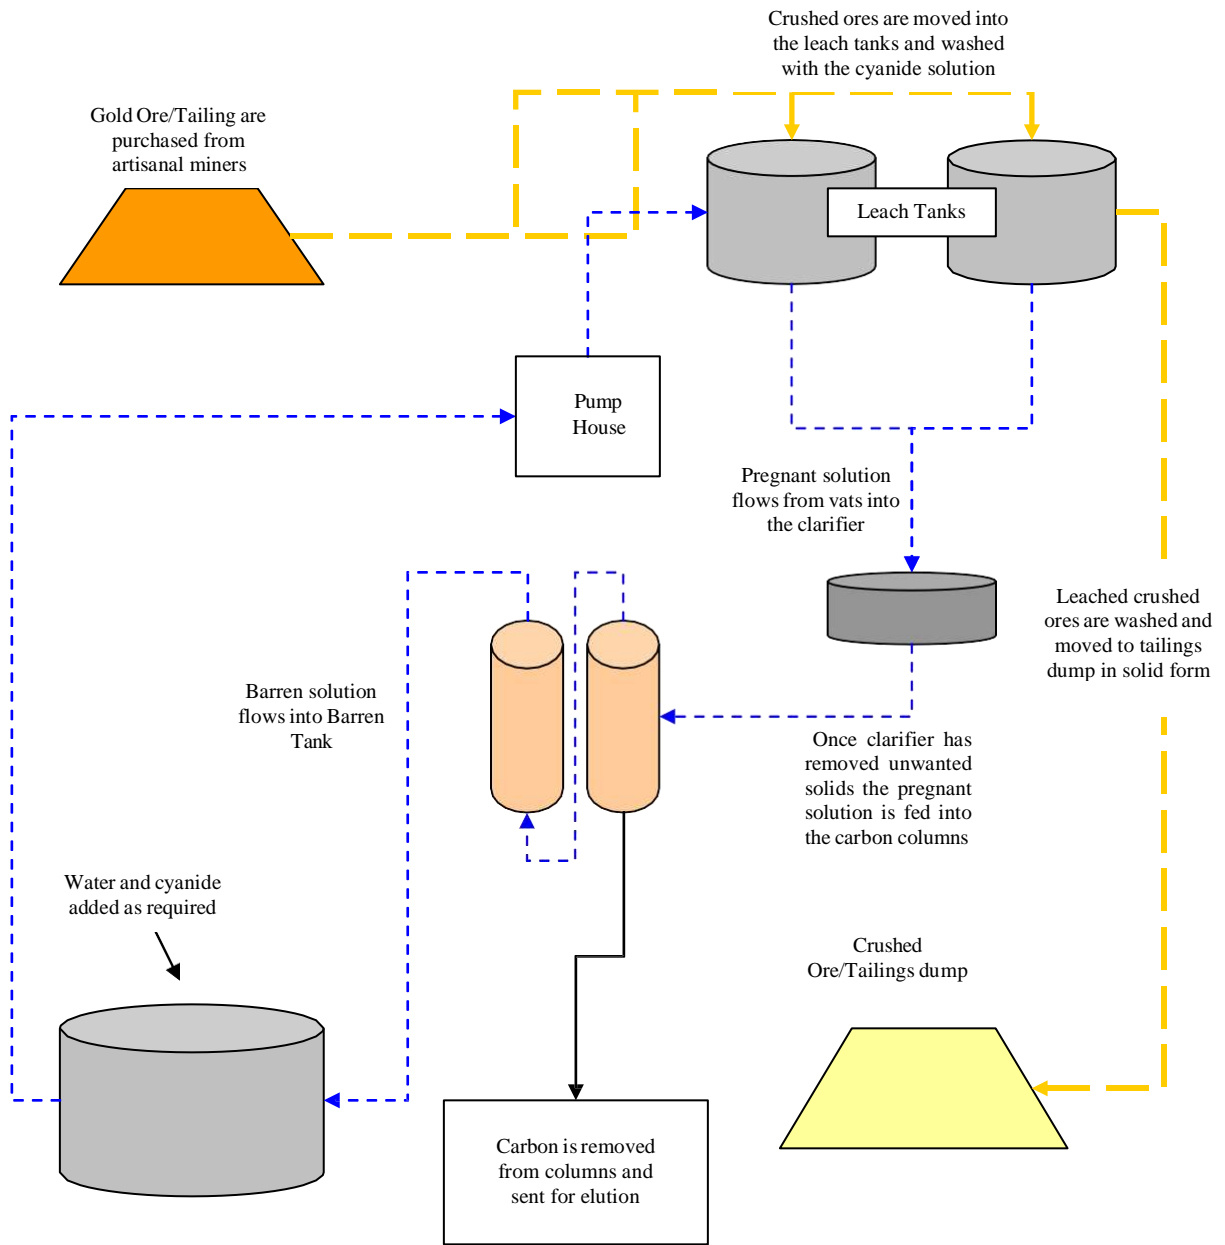 Crushed ores are moved into
the leach tanks and washed
with the cyanide solution
Gold Ore/Tailing are
purchased from
artisanal miners
Leach Tanks
Pump
House
Pregnant solution
flows from vats into
the clarifier
Leached crushed
ores are washed and
moved to tailings
dump in solid form
Barren solution
flows into Barren
Tank
Once clarifier has
removed unwanted
solids the pregnant
solution is fed into
the carbon columns
Water and cyanide
added as required
Crushed
Ore/Tailings dump
Carbon is removed
from columns and
sent for elution